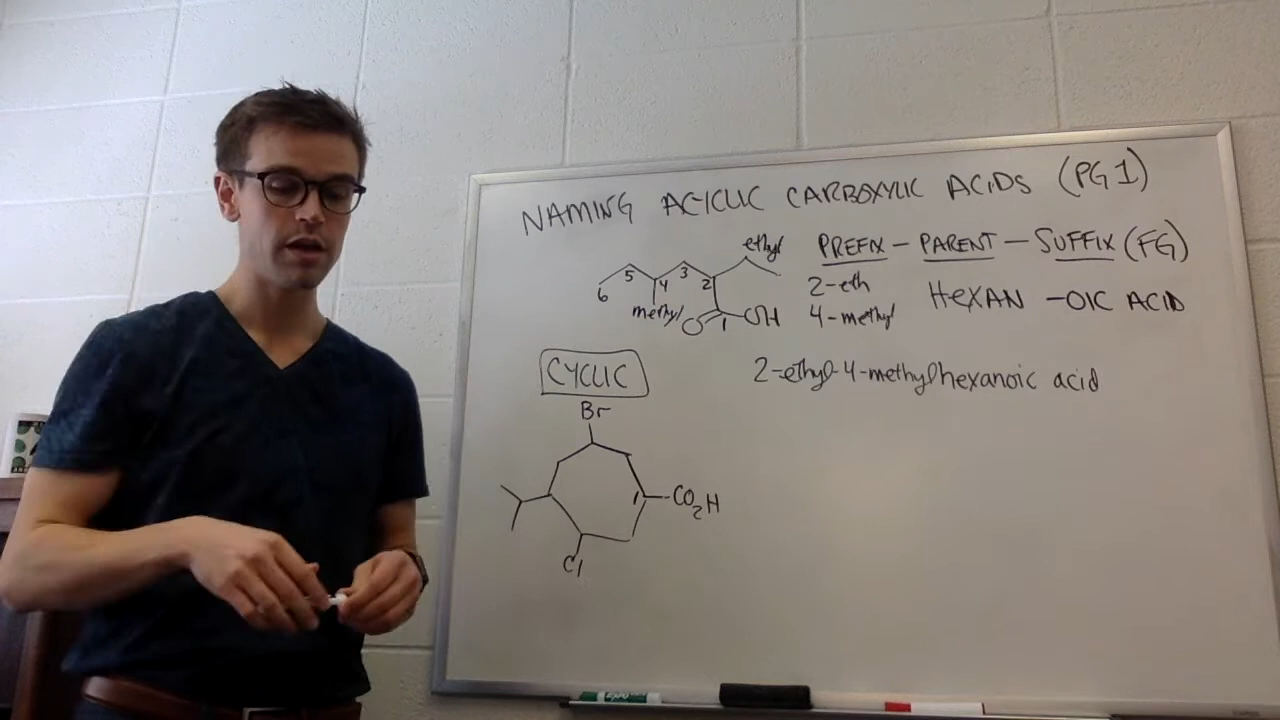 NAMING ACYCLIC CARBOXYLIC ACIDS (PG 1)
ethyl
PREFIX - PARENT - SUFFIX (FG)
6 5 4 3 2
2-eth
HEXAN -OIC ACID
methyl
O 1 OH
4-methyl
CYCLIC
2-ethyl-4-methylhexanoic acid
Br
1 CO2H
Cl